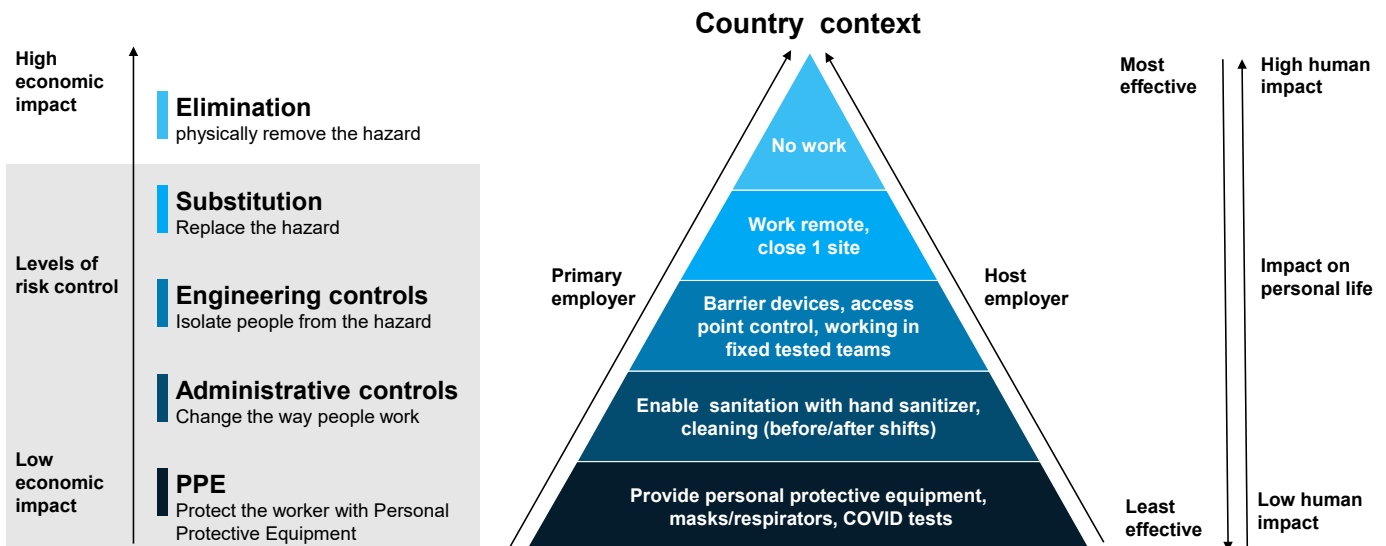 Country context
High
economic
impact
Elimination
physically remove the hazard
Substitution
Replace the hazard
Levels of
risk control
Engineering controls
Isolate people from the hazard
Administrative controls
Change the way people work
Low
economic
impact
PPE
Protect the worker with Personal
Protective Equipment
No work
Work remote,
close 1 site
Primary
employer
Host
employer
Barrier devices, access
point control, working in
fixed tested teams
Enable sanitation with hand sanitizer,
cleaning (before/after shifts)
Provide personal protective equipment,
masks/respirators, COVID tests
Most
effective
High human
impact
Impact on
personal life
Least
effective
Low human
impact